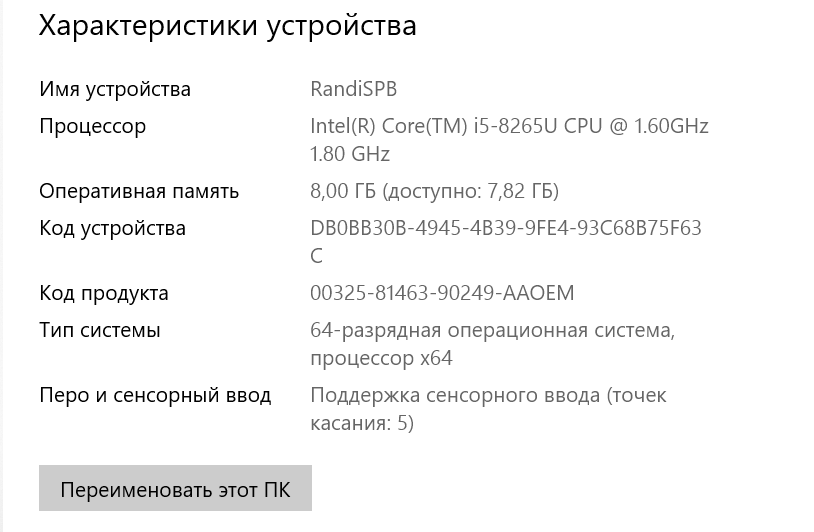 Характеристики устройства
Имя устройства RandiSPB
Процессор Intel(R) Core(TM) i5-8265U CPU @ 1.60GHz
1.80 GHz
Оперативная память 8,00 ГБ (доступно: 7,82 ГБ)
Код устройства DB0BB30B-4945-4B39-9FE4-93C68B75F63
C
Код продукта 00325-81463-90249-AAOEM
Тип системы 64-разрядная операционная система,
процессор x64
Перо и сенсорный ввод Поддержка сенсорного ввода (точек
касания: 5)
Переименовать этот ПК